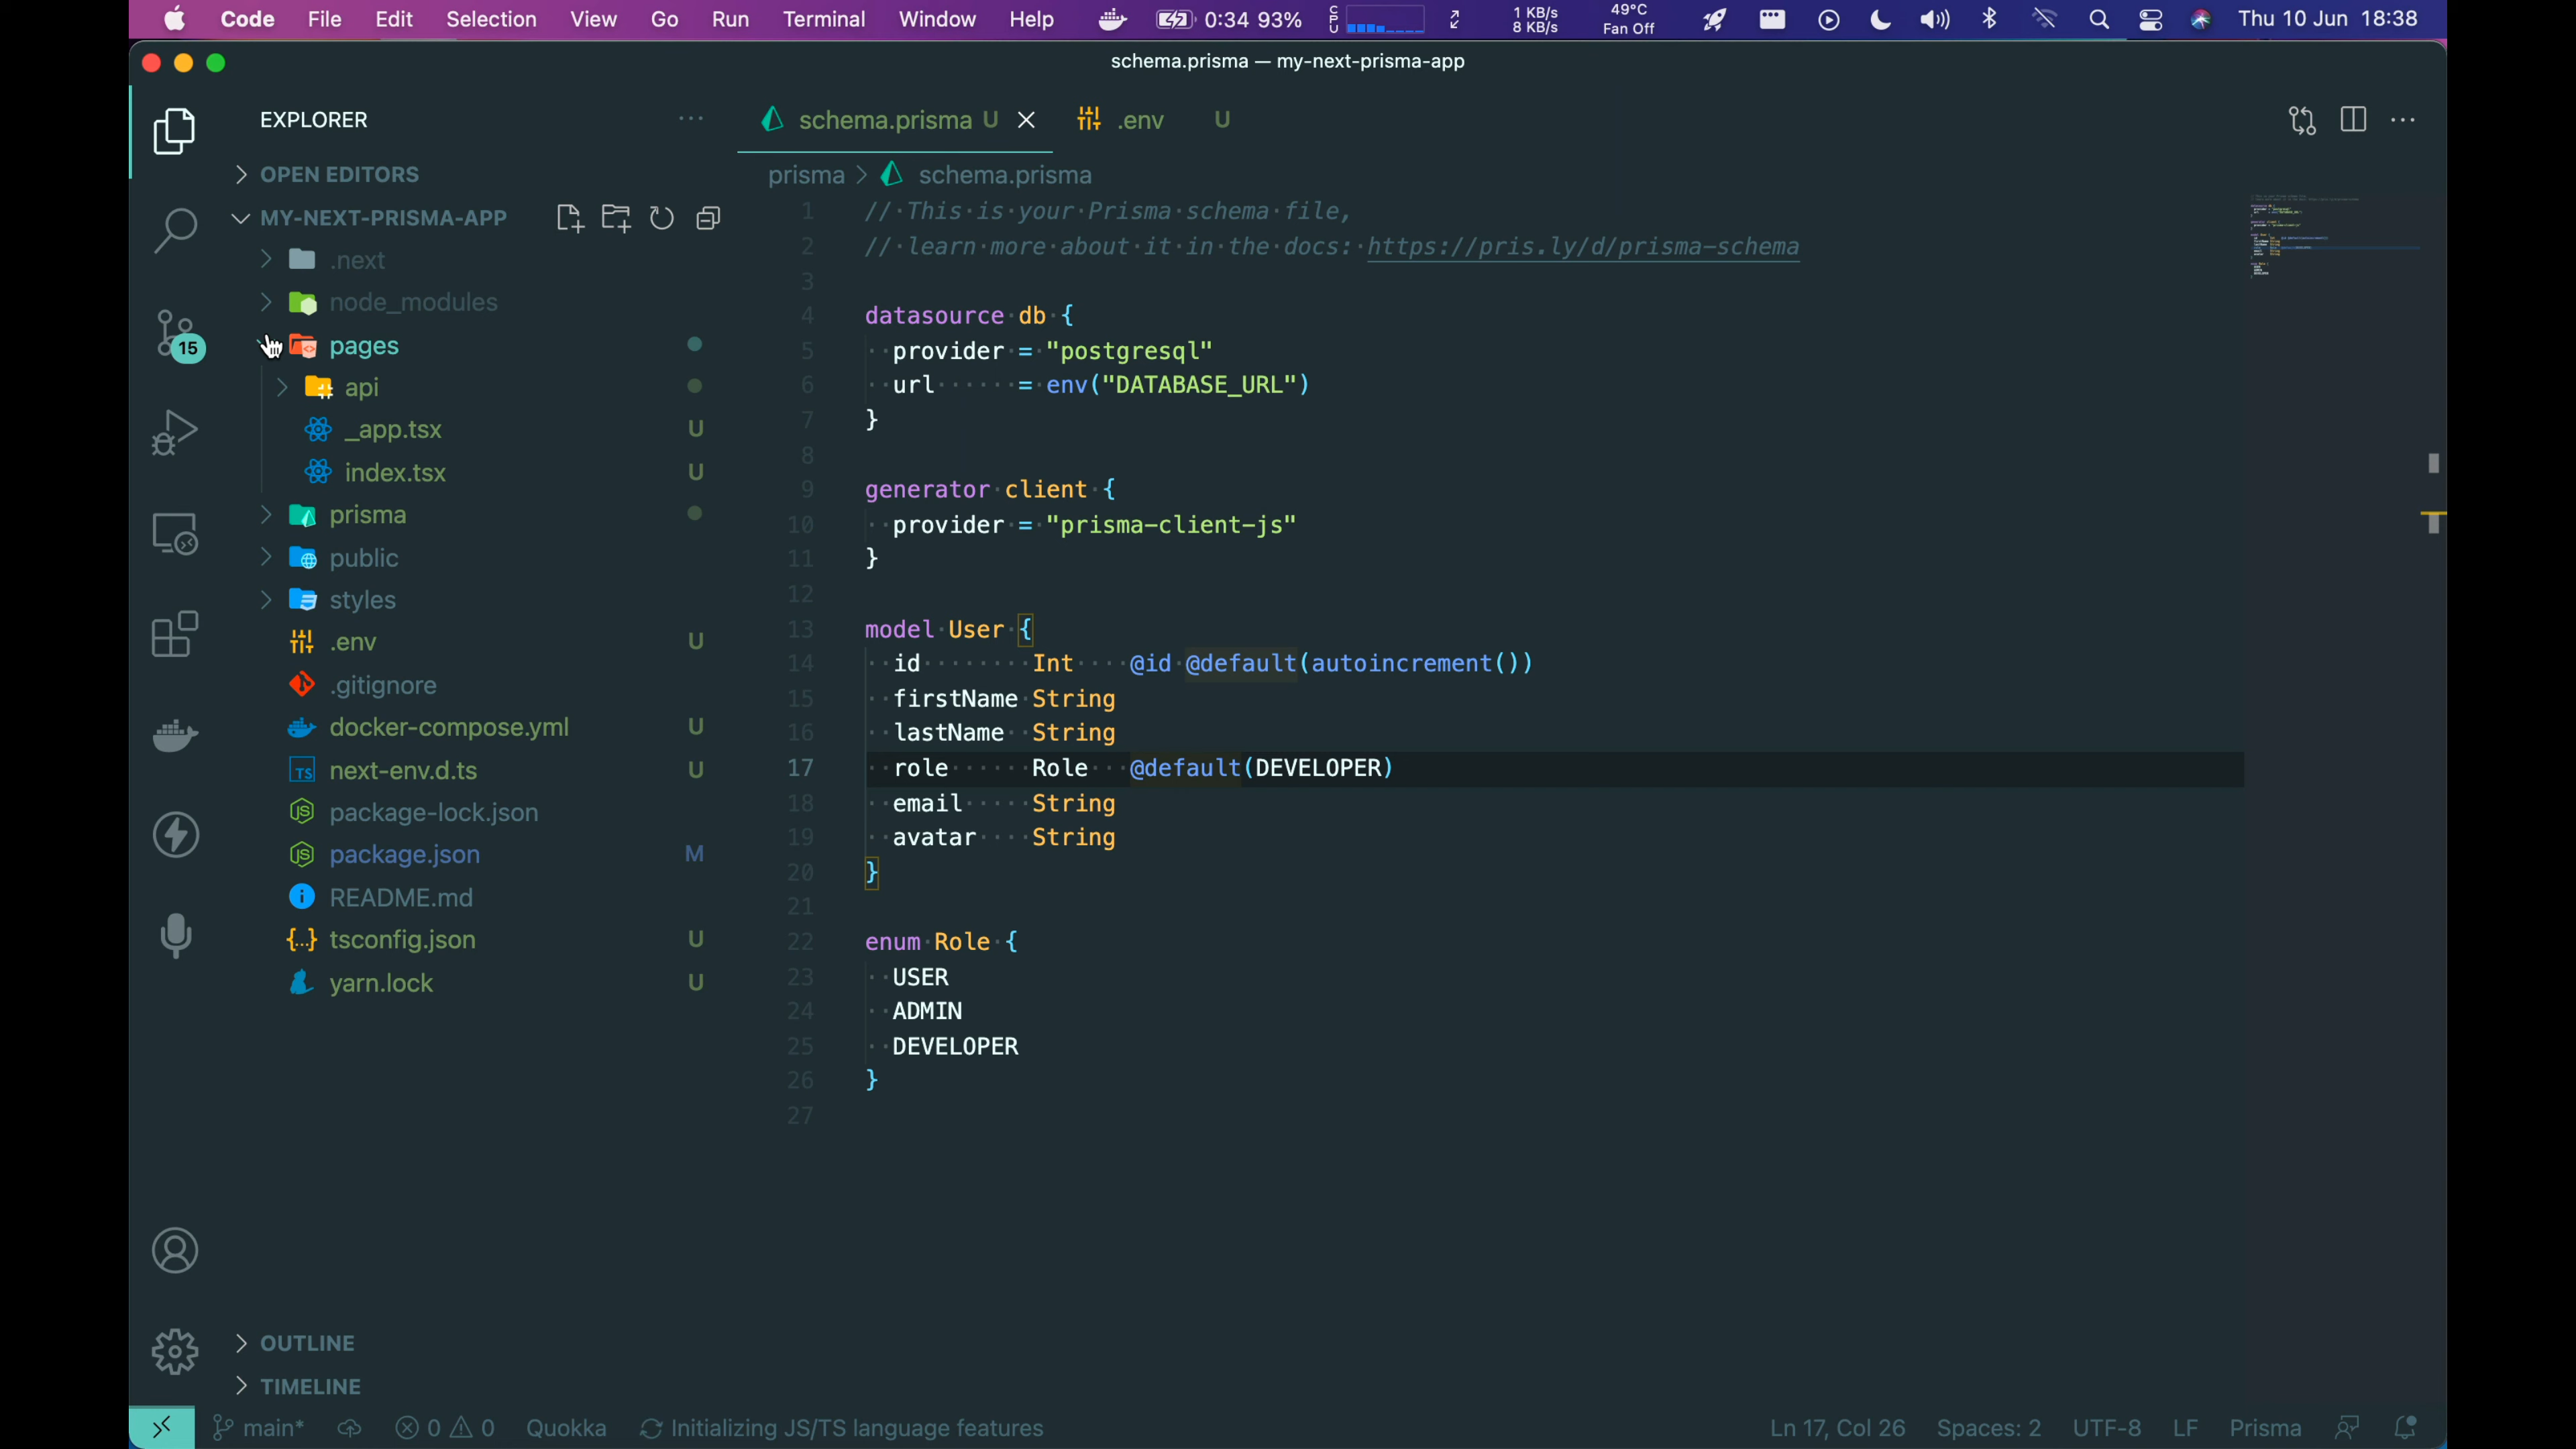 Code File Edit Selection View Go Run Terminal Window Help 0:34 93% CPU 1 KB/s 8 KB/s 49°C Fan Off Thu 10 Jun 18:38
schema.prisma — my-next-prisma-app
EXPLORER
OPEN EDITORS
MY-NEXT-PRISMA-APP
.next
node_modules
pages
api
_app.tsx U
index.tsx U
prisma
public
styles
.env U
.gitignore
docker-compose.yml U
next-env.d.ts U
package-lock.json
package.json M
README.md
tsconfig.json U
yarn.lock U
OUTLINE
TIMELINE
15
schema.prisma U .env U
prisma > schema.prisma
1 // This is your Prisma schema file,
2 // learn more about it in the docs: https://pris.ly/d/prisma-schema
3
4 datasource db {
5   provider = "postgresql"
6   url      = env("DATABASE_URL")
7 }
8
9 generator client {
10   provider = "prisma-client-js"
11 }
12
13 model User {
14   id        Int    @id @default(autoincrement())
15   firstName String
16   lastName  String
17   role      Role   @default(DEVELOPER)
18   email     String
19   avatar    String
20 }
21
22 enum Role {
23   USER
24   ADMIN
25   DEVELOPER
26 }
27
main* 0 0 Quokka Initializing JS/TS language features Ln 17, Col 26 Spaces: 2 UTF-8 LF Prisma